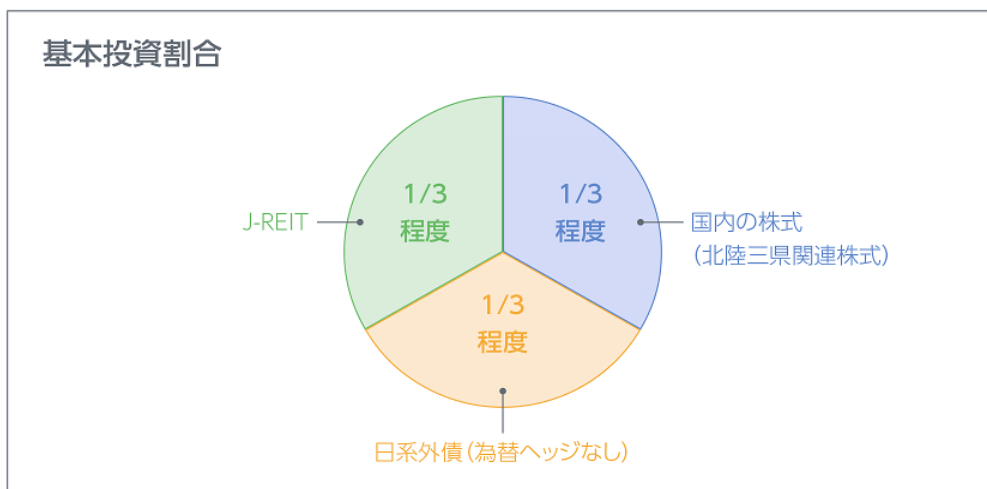 基本投資割合
1/3
程度
1/3
程度
J-REIT
国内の株式
(北陸三県関連株式)
1/3
程度
日系外債(為替ヘッジなし)